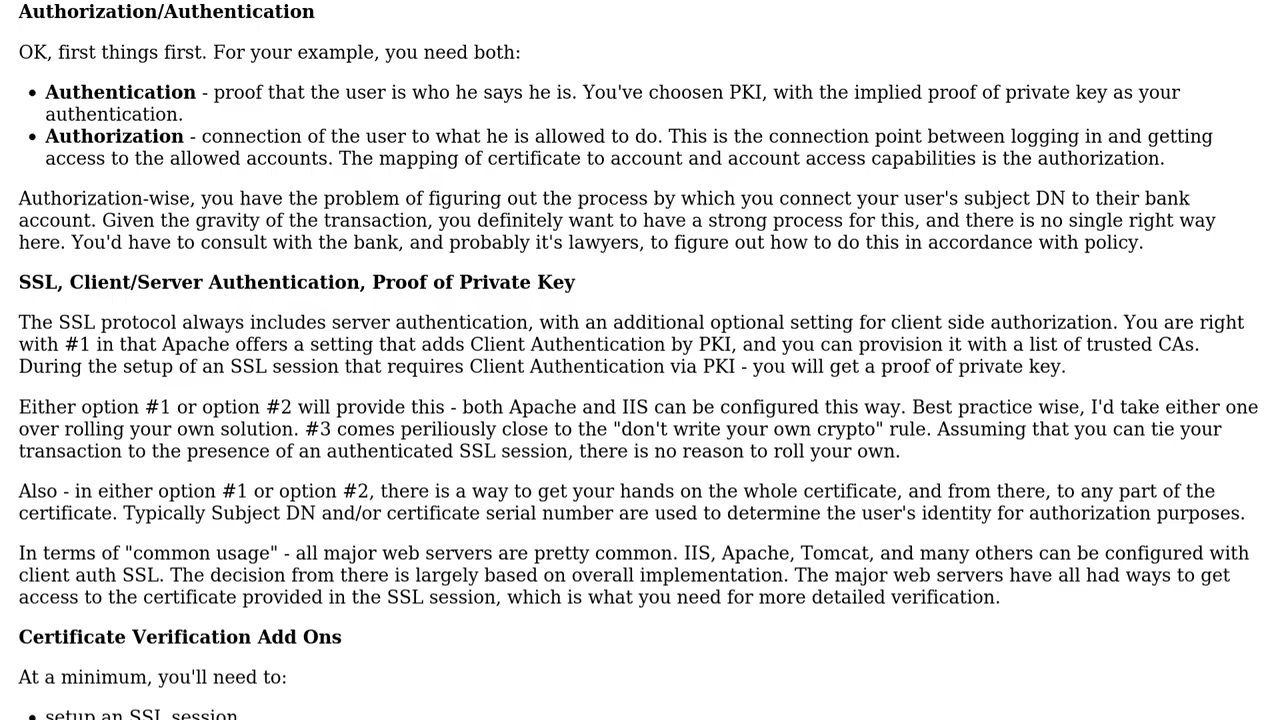 Authorization/Authentication
OK, first things first. For your example, you need both:
• Authentication - proof that the user is who he says he is. You've choosen PKI, with the implied proof of private key as your
authentication.
• Authorization - connection of the user to what he is allowed to do. This is the connection point between logging in and getting
access to the allowed accounts. The mapping of certificate to account and account access capabilities is the authorization.
Authorization-wise, you have the problem of figuring out the process by which you connect your user's subject DN to their bank
account. Given the gravity of the transaction, you definitely want to have a strong process for this, and there is no single right way
here. You'd have to consult with the bank, and probably it's lawyers, to figure out how to do this in accordance with policy.
SSL, Client/Server Authentication, Proof of Private Key
The SSL protocol always includes server authentication, with an additional optional setting for client side authorization. You are right
with #1 in that Apache offers a setting that adds Client Authentication by PKI, and you can provision it with a list of trusted CAs.
During the setup of an SSL session that requires Client Authentication via PKI - you will get a proof of private key.
Either option #1 or option #2 will provide this - both Apache and IIS can be configured this way. Best practice wise, I'd take either one
over rolling your own solution. #3 comes periliously close to the "don't write your own crypto" rule. Assuming that you can tie your
transaction to the presence of an authenticated SSL session, there is no reason to roll your own.
Also - in either option #1 or option #2, there is a way to get your hands on the whole certificate, and from there, to any part of the
certificate. Typically Subject DN and/or certificate serial number are used to determine the user's identity for authorization purposes.
In terms of "common usage" - all major web servers are pretty common. IIS, Apache, Tomcat, and many others can be configured with
client auth SSL. The decision from there is largely based on overall implementation. The major web servers have all had ways to get
access to the certificate provided in the SSL session, which is what you need for more detailed verification.
Certificate Verification Add Ons
At a minimum, you'll need to:
• setup an SSL session